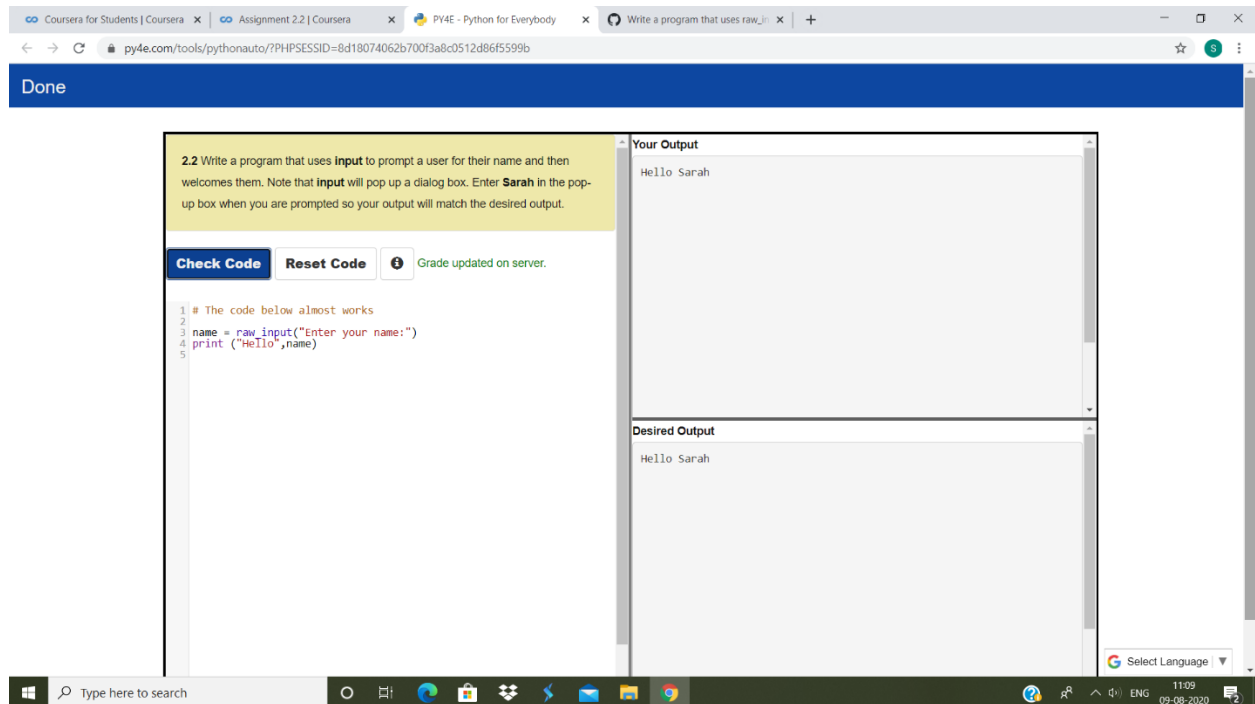 Coursera for Students | Coursera
Assignment 2.2 | Coursera
PY4E - Python for Everybody
Write a program that uses raw_in
py4e.com/tools/pythonauto/?PHPSESSID=8d18074062b700f3a8c0512d86f5599b
S
Done
2.2 Write a program that uses input to prompt a user for their name and then
welcomes them. Note that input will pop up a dialog box. Enter Sarah in the pop-
up box when you are prompted so your output will match the desired output.
Check Code Reset Code Grade updated on server.
1 # The code below almost works
2
3 name = raw_input("Enter your name:")
4 print ("Hello",name)
5
Your Output
Hello Sarah
Desired Output
Hello Sarah
G Select Language ▼
Type here to search
ENG
11:09
09-08-2020
2